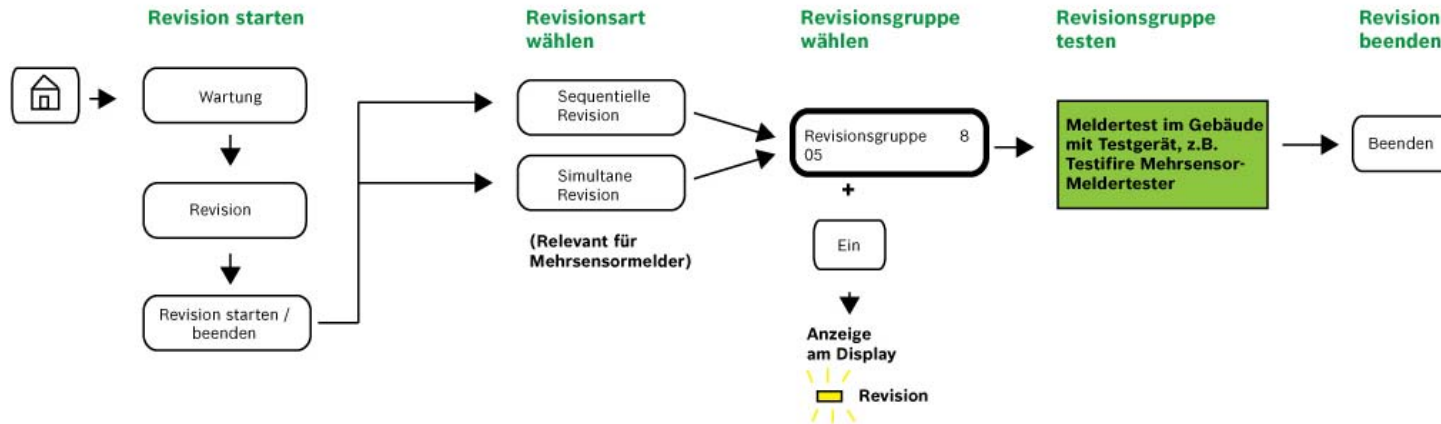 Revision starten
Revisionsart
wählen
Revisionsgruppe
wählen
Revisionsgruppe
testen
Revision
beenden
Wartung
Revision
Revision starten /
beenden
Sequentielle
Revision
Simultane
Revision
(Relevant für
Mehrsensormelder)
Revisionsgruppe 8
05
+
Ein
Anzeige
am Display
Revision
Meldertest im Gebäude
mit Testgerät, z.B.
Testifire Mehrsensor-
Meldertester
Beenden